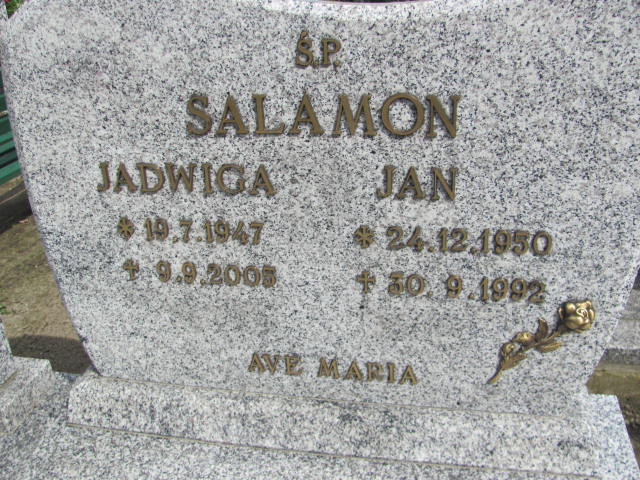 Ś.P.
SALAMON
JADWIGA JAN
* 19.7.1947 * 24.12.1950
✝ 9.9.2005 ✝ 30.9.1992
AVE MARIA